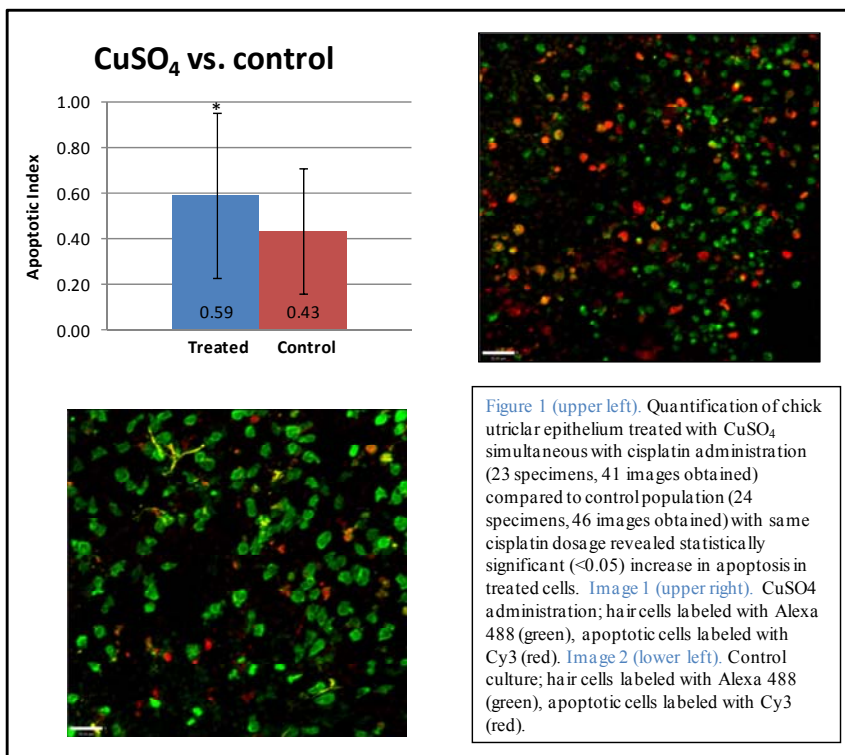 CuSO₄ vs. control
1.00
0.80
0.60
0.40
0.20
0.00
Apoptotic Index
*
0.59
0.43
Treated
Control
Figure 1 (upper left). Quantification of chick
utriclar epithelium treated with CuSO₄
simultaneous with cisplatin administration
(23 specimens, 41 images obtained)
compared to control population (24
specimens, 46 images obtained) with same
cisplatin dosage revealed statistically
significant (<0.05) increase in apoptosis in
treated cells. Image 1 (upper right). CuSO4
administration; hair cells labeled with Alexa
488 (green), apoptotic cells labeled with
Cy3 (red). Image 2 (lower left). Control
culture; hair cells labeled with Alexa 488
(green), apoptotic cells labeled with Cy3
(red).